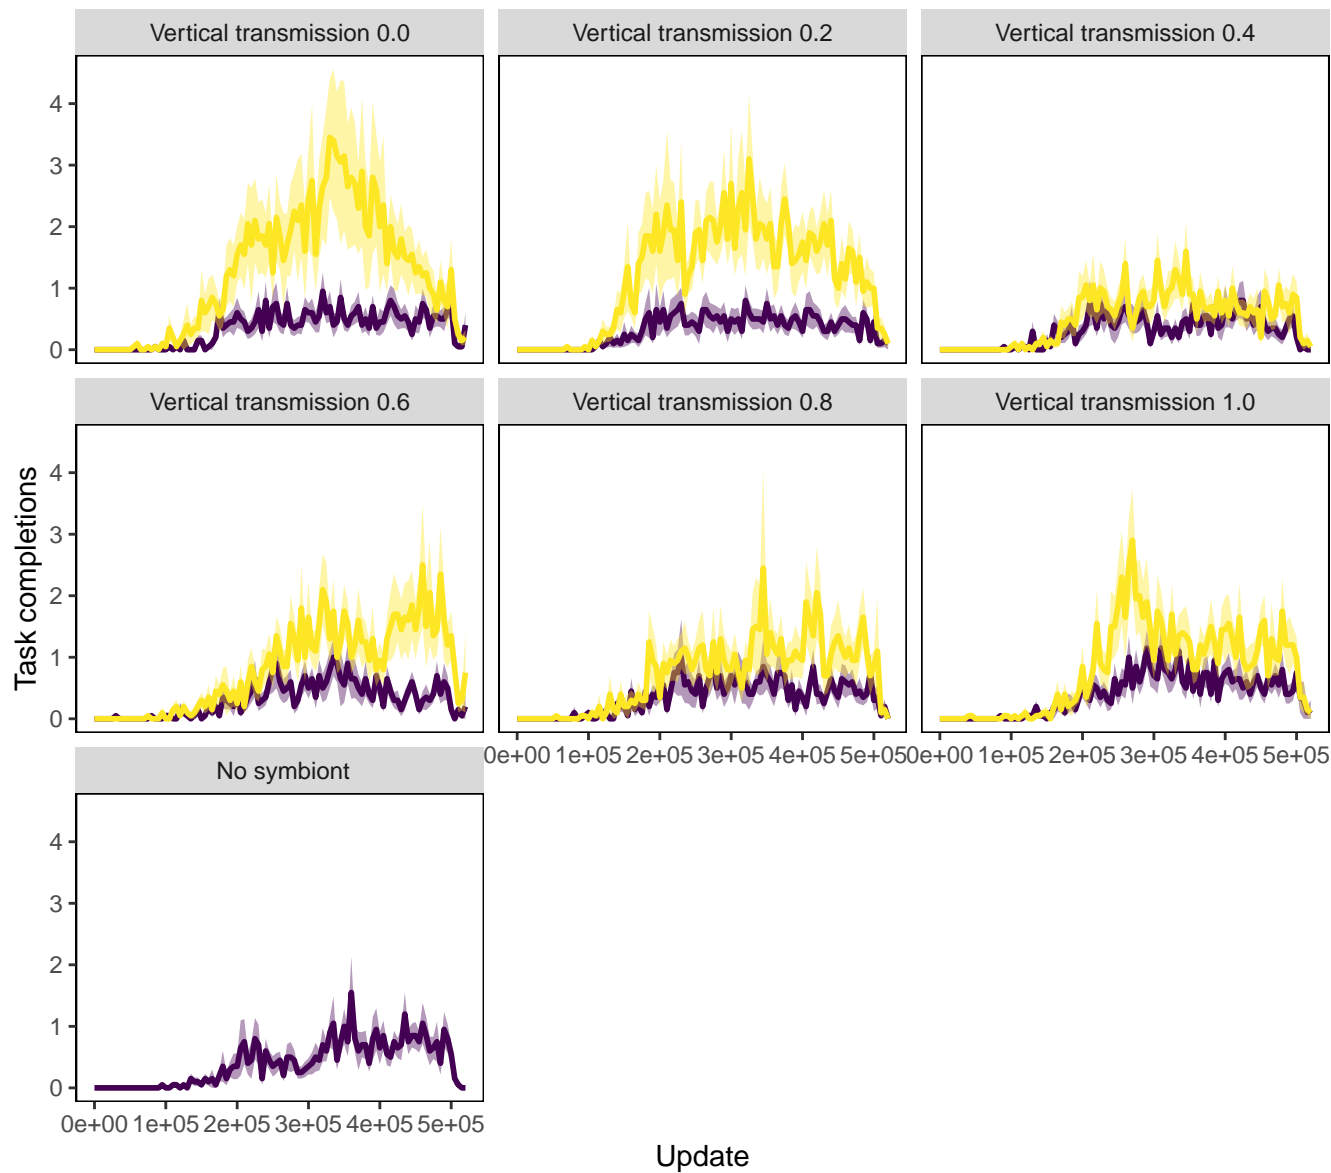 Vertical transmission 0.0 Vertical transmission 0.2 Vertical transmission 0.4
4
3
2
1
0
Vertical transmission 0.6 Vertical transmission 0.8 Vertical transmission 1.0
4
3
2
1
0
Task completions
0e+00 1e+05 2e+05 3e+05 4e+05 5e+05 0e+00 1e+05 2e+05 3e+05 4e+05 5e+05
No symbiont
4
3
2
1
0
0e+00 1e+05 2e+05 3e+05 4e+05 5e+05
Update